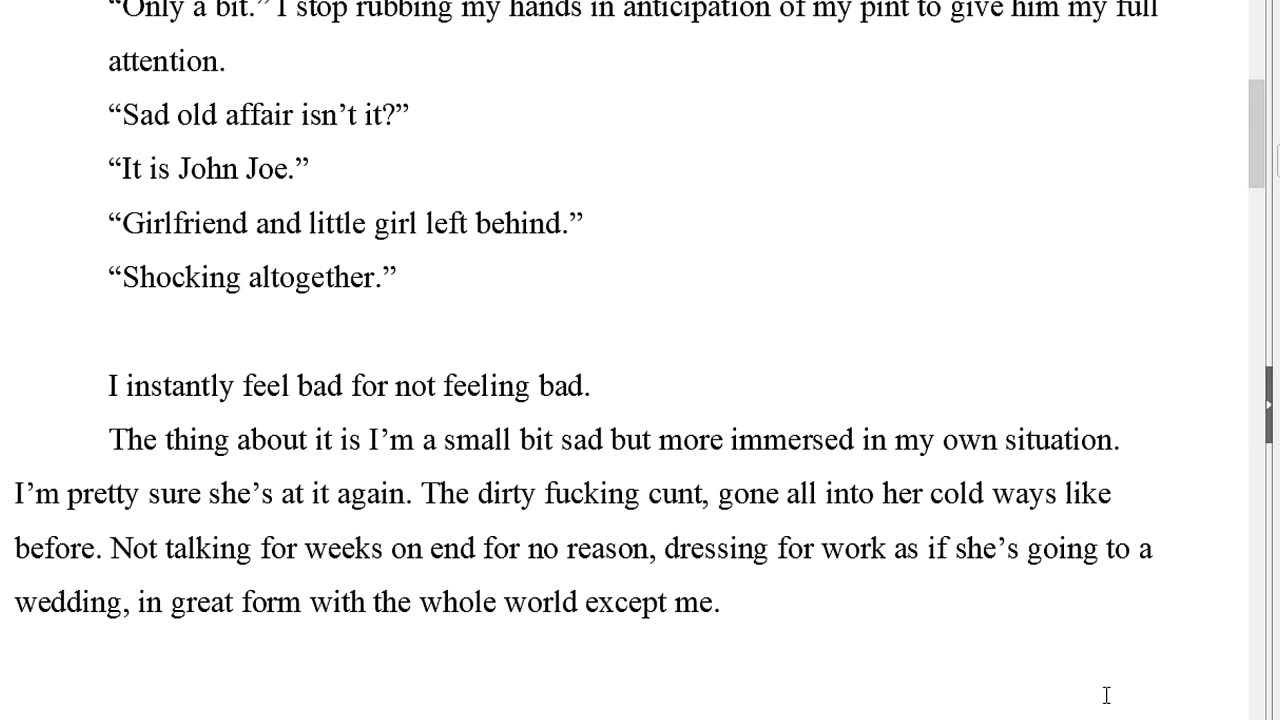 “Only a bit.” I stop rubbing my hands in anticipation of my pint to give him my full
attention.
“Sad old affair isn’t it?”
“It is John Joe.”
“Girlfriend and little girl left behind.”
“Shocking altogether.”
I instantly feel bad for not feeling bad.
The thing about it is I’m a small bit sad but more immersed in my own situation.
I’m pretty sure she’s at it again. The dirty fucking cunt, gone all into her cold ways like
before. Not talking for weeks on end for no reason, dressing for work as if she’s going to a
wedding, in great form with the whole world except me.